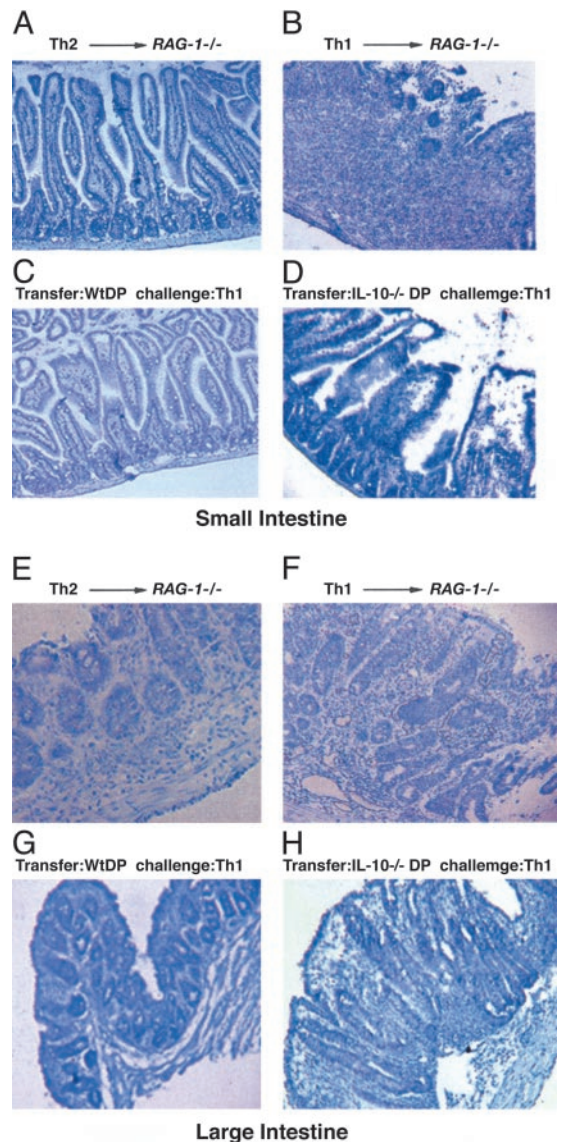 A
Th2 → RAG-1-/-
B
Th1 → RAG-1-/-
C
Transfer:WtDP challenge:Th1
D
Transfer:IL-10-/- DP challemge:Th1
Small Intestine
E
Th2 → RAG-1-/-
F
Th1 → RAG-1-/-
G
Transfer:WtDP challenge:Th1
H
Transfer:IL-10-/- DP challemge:Th1
Large Intestine